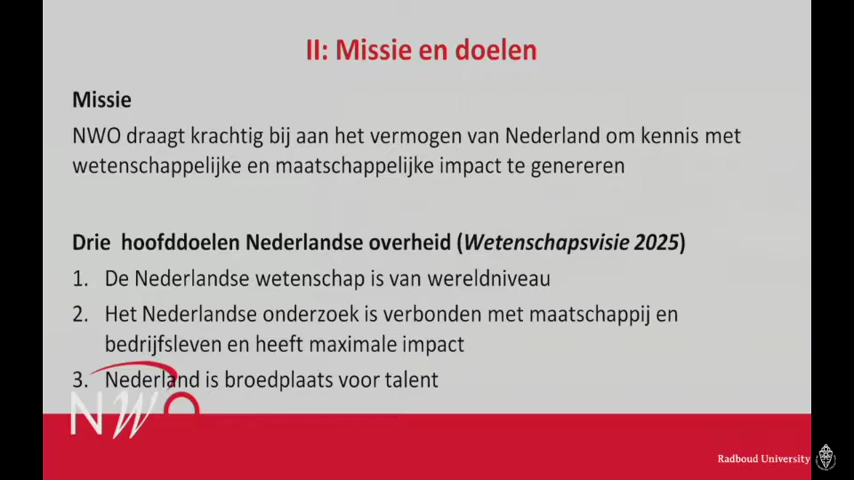 II: Missie en doelen
Missie
NWO draagt krachtig bij aan het vermogen van Nederland om kennis met
wetenschappelijke en maatschappelijke impact te genereren
Drie hoofddoelen Nederlandse overheid (Wetenschapsvisie 2025)
1. De Nederlandse wetenschap is van wereldniveau
2. Het Nederlandse onderzoek is verbonden met maatschappij en
bedrijfsleven en heeft maximale impact
3. Nederland is broedplaats voor talent
NWO
Radboud University